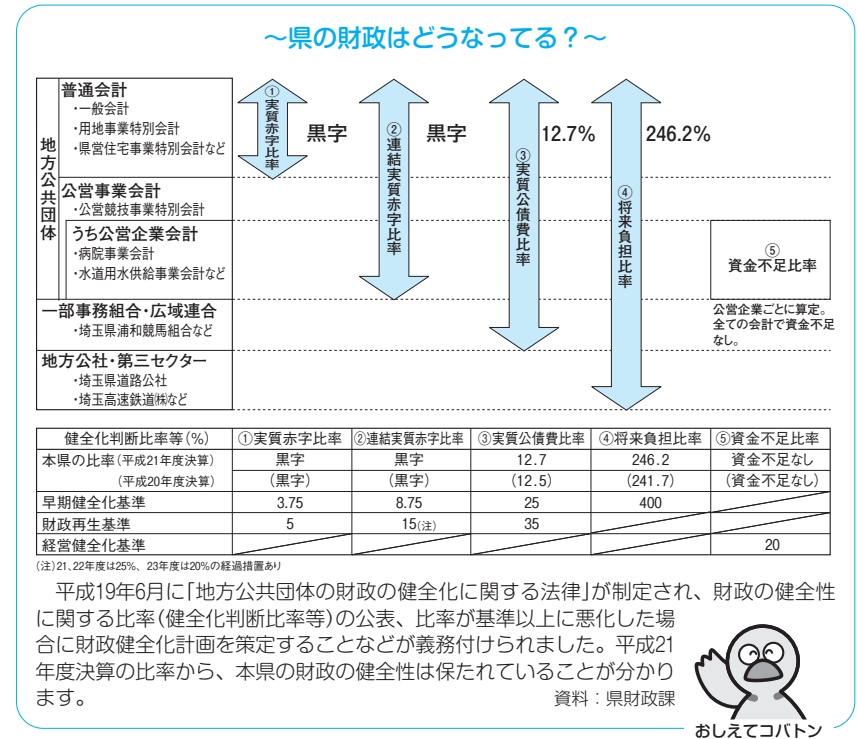 ～県の財政はどうなってる？～
地方公共団体
普通会計
・一般会計
・用地事業特別会計
・県営住宅事業特別会計など
公営事業会計
・公営競技事業特別会計
うち公営企業会計
・病院事業会計
・水道用水供給事業会計など
一部事務組合・広域連合
・埼玉県浦和競馬組合など
地方公社・第三セクター
・埼玉県道路公社
・埼玉高速鉄道㈱など
①実質赤字比率
黒字
②連結実質赤字比率
黒字
③実質公債費比率
12.7%
④将来負担比率
246.2%
⑤
資金不足比率
公営企業ごとに算定。
全ての会計で資金不足
なし。
健全化判断比率等(%) ①実質赤字比率 ②連結実質赤字比率 ③実質公債費比率 ④将来負担比率 ⑤資金不足比率
本県の比率(平成21年度決算) 黒字 黒字 12.7 246.2 資金不足なし
(平成20年度決算) (黒字) (黒字) (12.5) (241.7) (資金不足なし)
早期健全化基準 3.75 8.75 25 400
財政再生基準 5 15(注) 35
経営健全化基準 20
(注)21、22年度は25%、23年度は20%の経過措置あり
平成19年6月に「地方公共団体の財政の健全化に関する法律」が制定され、財政の健全性
に関する比率(健全化判断比率等)の公表、比率が基準以上に悪化した場
合に財政健全化計画を策定することなどが義務付けられました。平成21
年度決算の比率から、本県の財政の健全性は保たれていることが分かり
ます。 資料：県財政課
おしえてコバトン